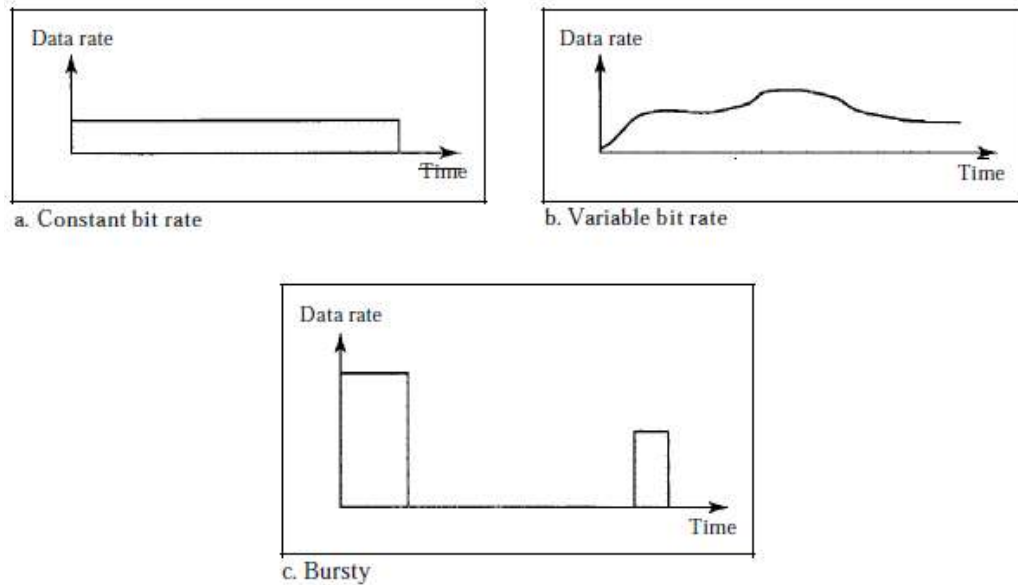 Data rate
Time
a. Constant bit rate
Data rate
Time
b. Variable bit rate
Data rate
Time
c. Bursty